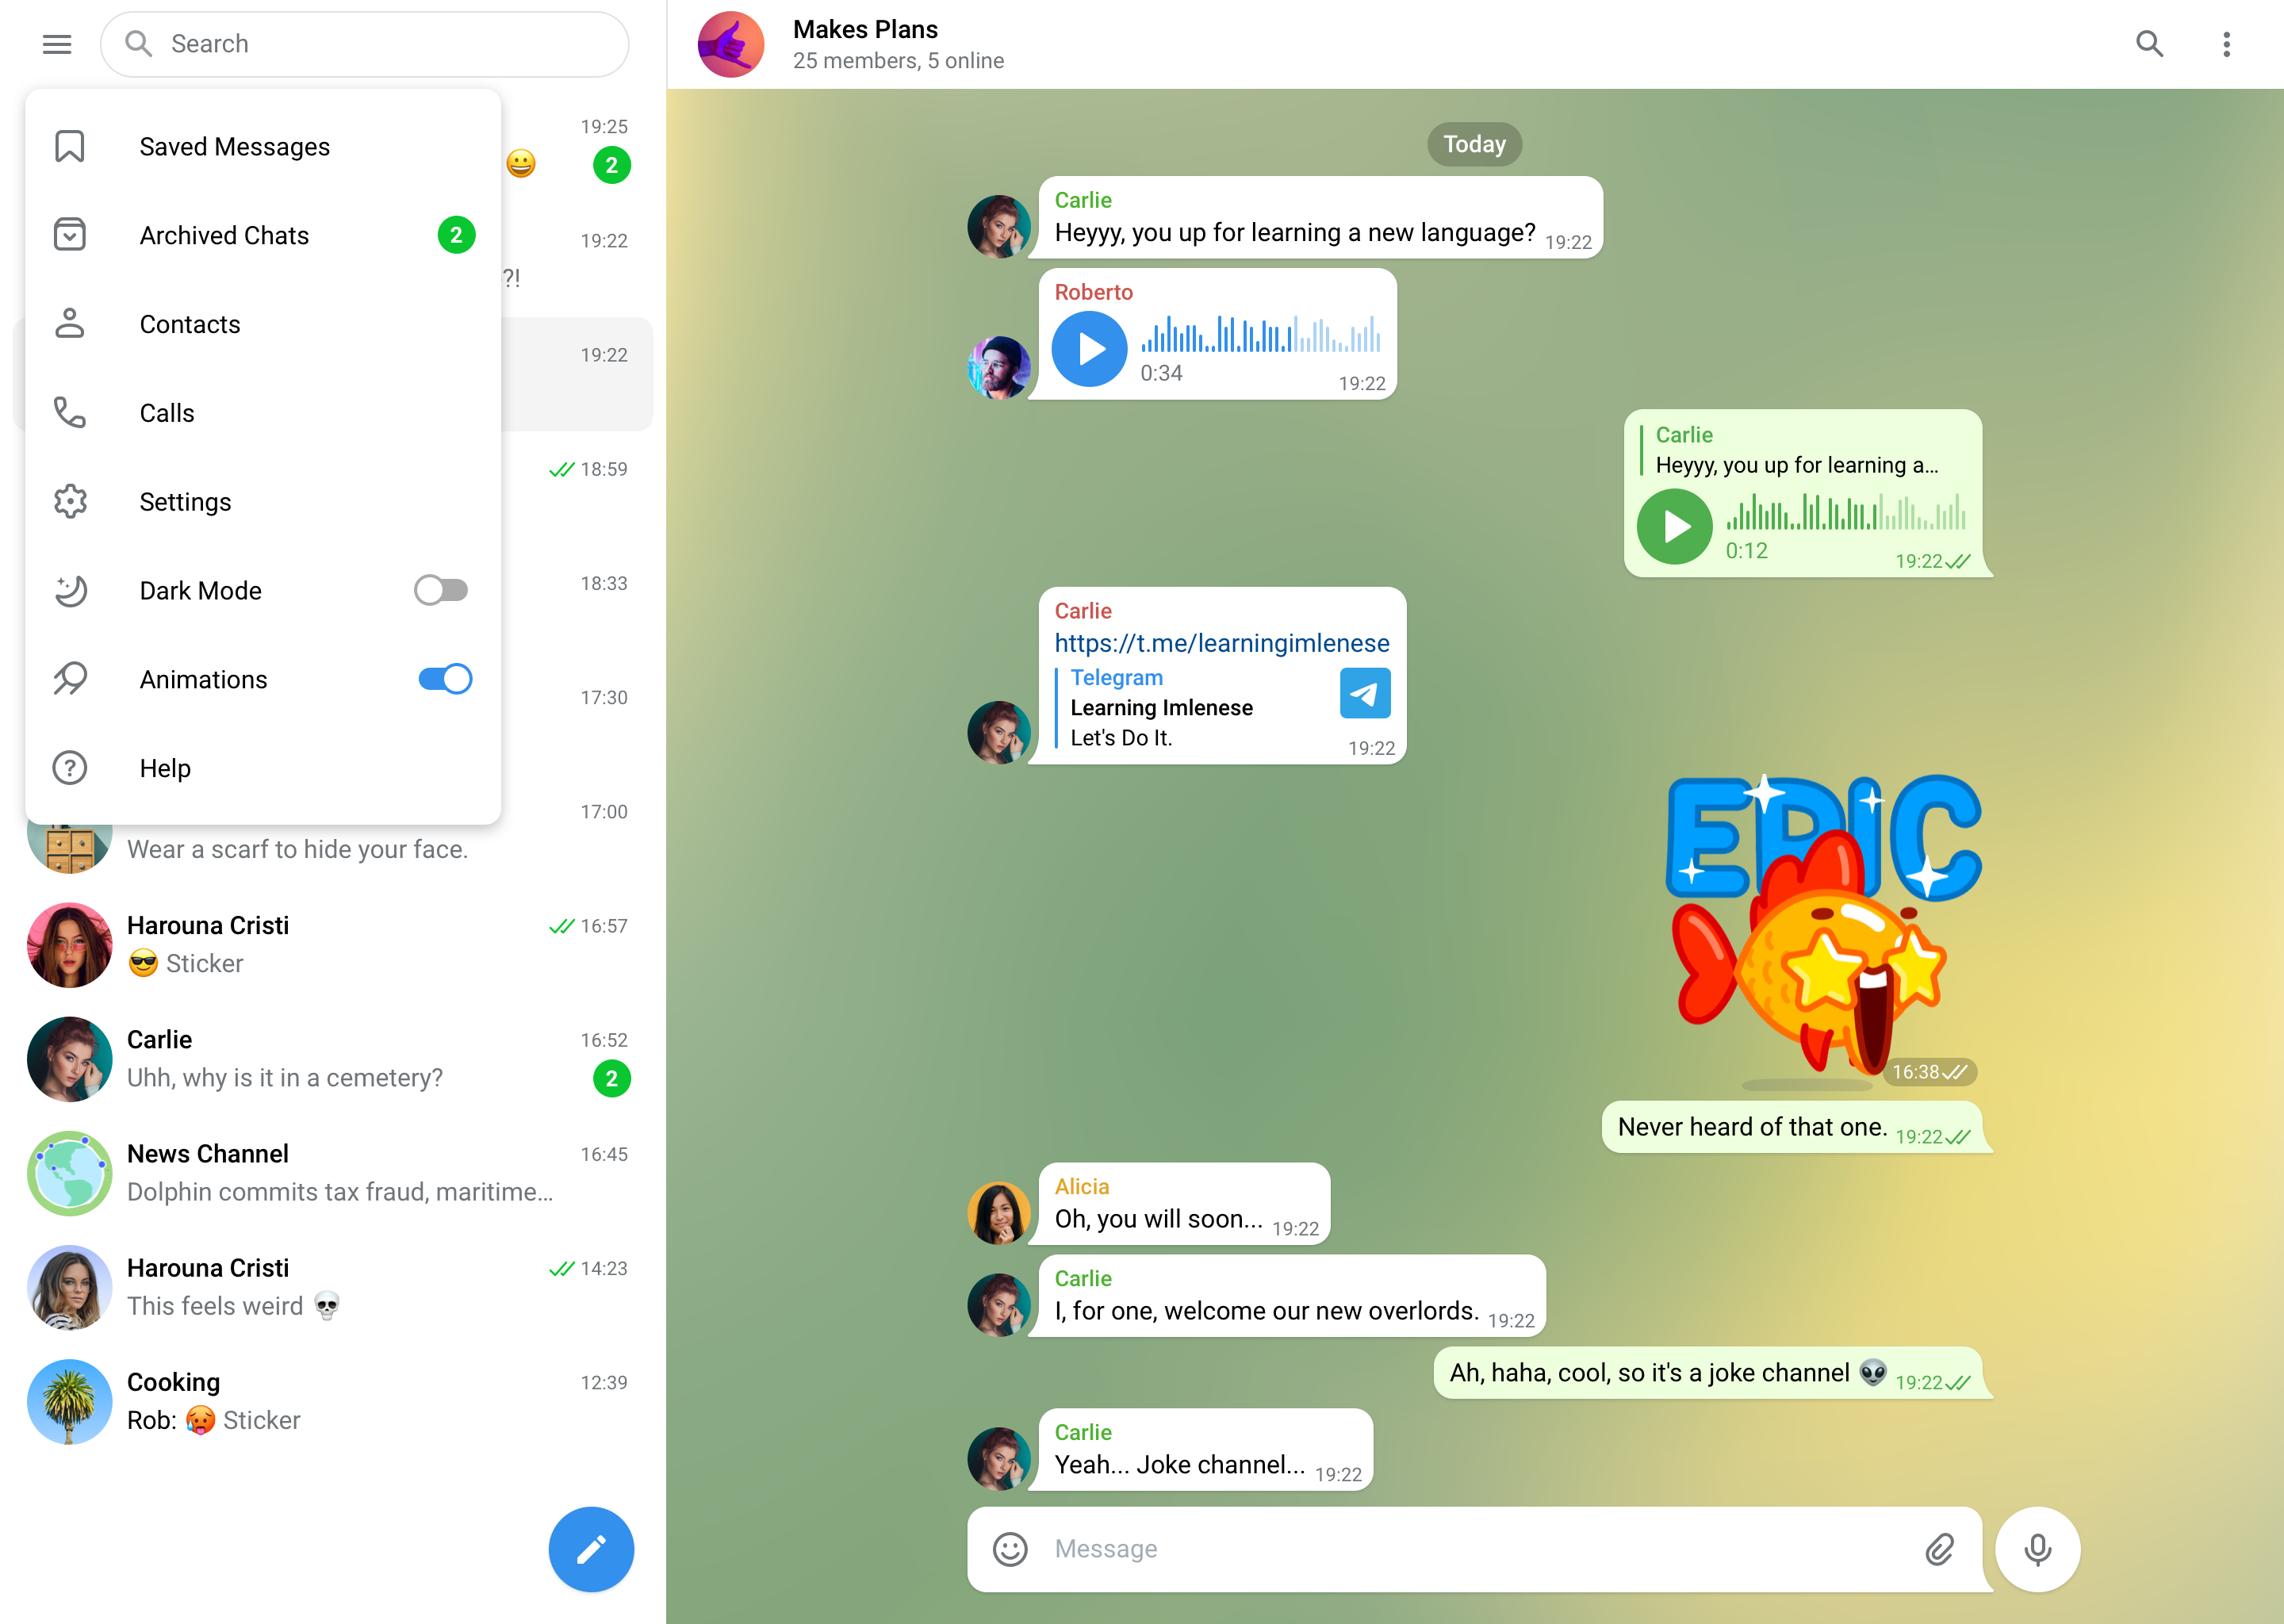 Search
Saved Messages
Archived Chats 2
Contacts
Calls
Settings
Dark Mode
Animations
Help
19:25
2
19:22
?!
19:22
18:59
18:33
17:30
17:00
Wear a scarf to hide your face.
Harouna Cristi 16:57
😎 Sticker
Carlie 16:52
Uhh, why is it in a cemetery? 2
News Channel 16:45
Dolphin commits tax fraud, maritime…
Harouna Cristi 14:23
This feels weird 💀
Cooking 12:39
Rob: 🥵 Sticker
Makes Plans
25 members, 5 online
Today
Carlie
Heyyy, you up for learning a new language? 19:22
Roberto
0:34 19:22
Carlie
Heyyy, you up for learning a…
0:12 19:22
Carlie
https://t.me/learningimlenese
Telegram
Learning Imlenese
Let's Do It.
19:22
EPIC
16:38
Never heard of that one. 19:22
Alicia
Oh, you will soon... 19:22
Carlie
I, for one, welcome our new overlords. 19:22
Ah, haha, cool, so it's a joke channel 👽 19:22
Carlie
Yeah... Joke channel... 19:22
Message